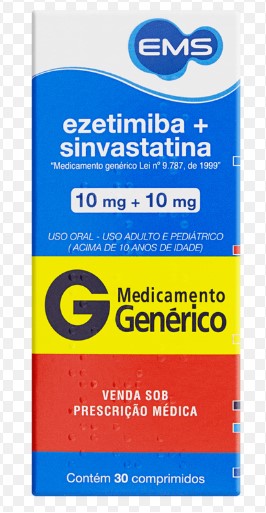 EMS
ezetimiba +
sinvastatina
"Medicamento genérico Lei nº 9.787, de 1999"
10 mg + 10 mg
USO ORAL - USO ADULTO E PEDIÁTRICO
( ACIMA DE 10 ANOS DE IDADE)
G Medicamento
Genérico
VENDA SOB
PRESCRIÇÃO MÉDICA
Contém 30 comprimidos